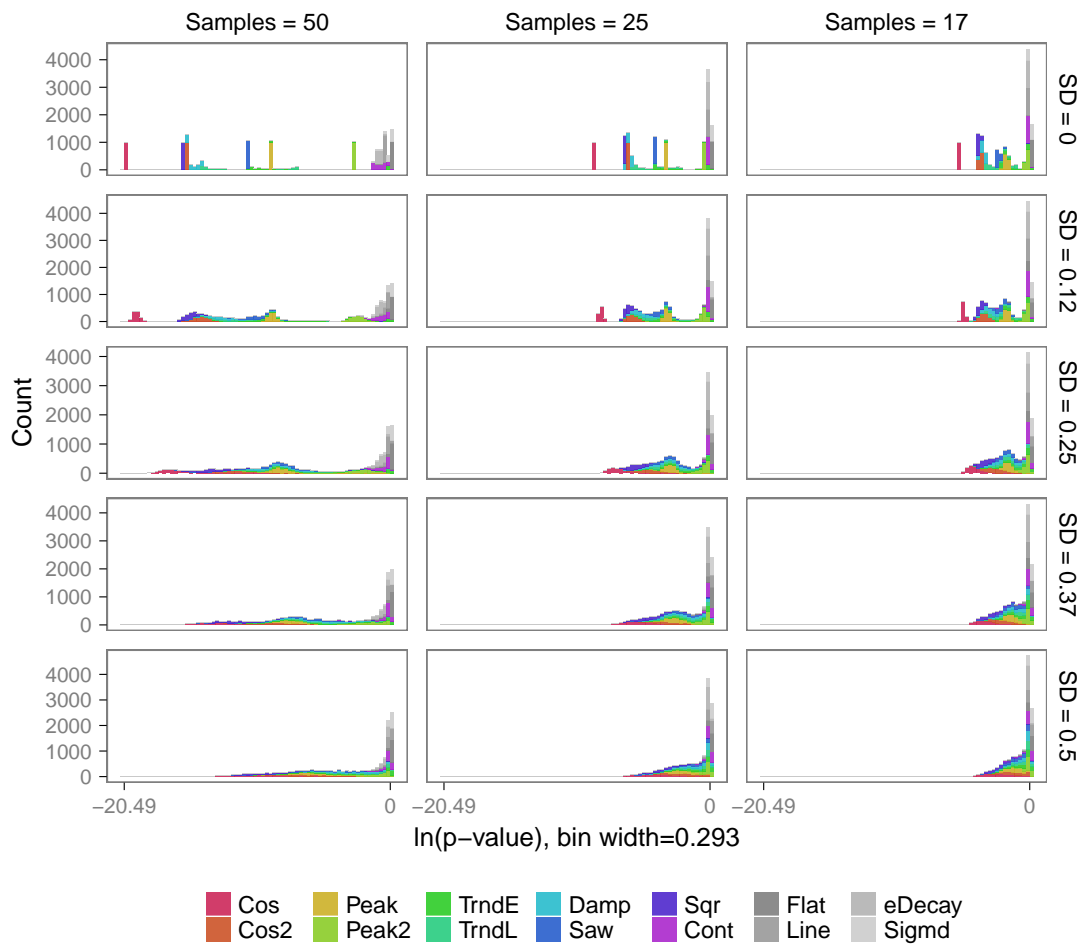 Samples = 50 Samples = 25 Samples = 17
4000
3000
2000
1000
0
SD = 0
4000
3000
2000
1000
0
SD = 0.12
4000
3000
2000
1000
0
SD = 0.25
4000
3000
2000
1000
0
SD = 0.37
4000
3000
2000
1000
0
SD = 0.5
Count
−20.49 0 −20.49 0 −20.49 0
ln(p−value), bin width=0.293
Cos Peak TrndE Damp Sqr Flat eDecay
Cos2 Peak2 TrndL Saw Cont Line Sigmd